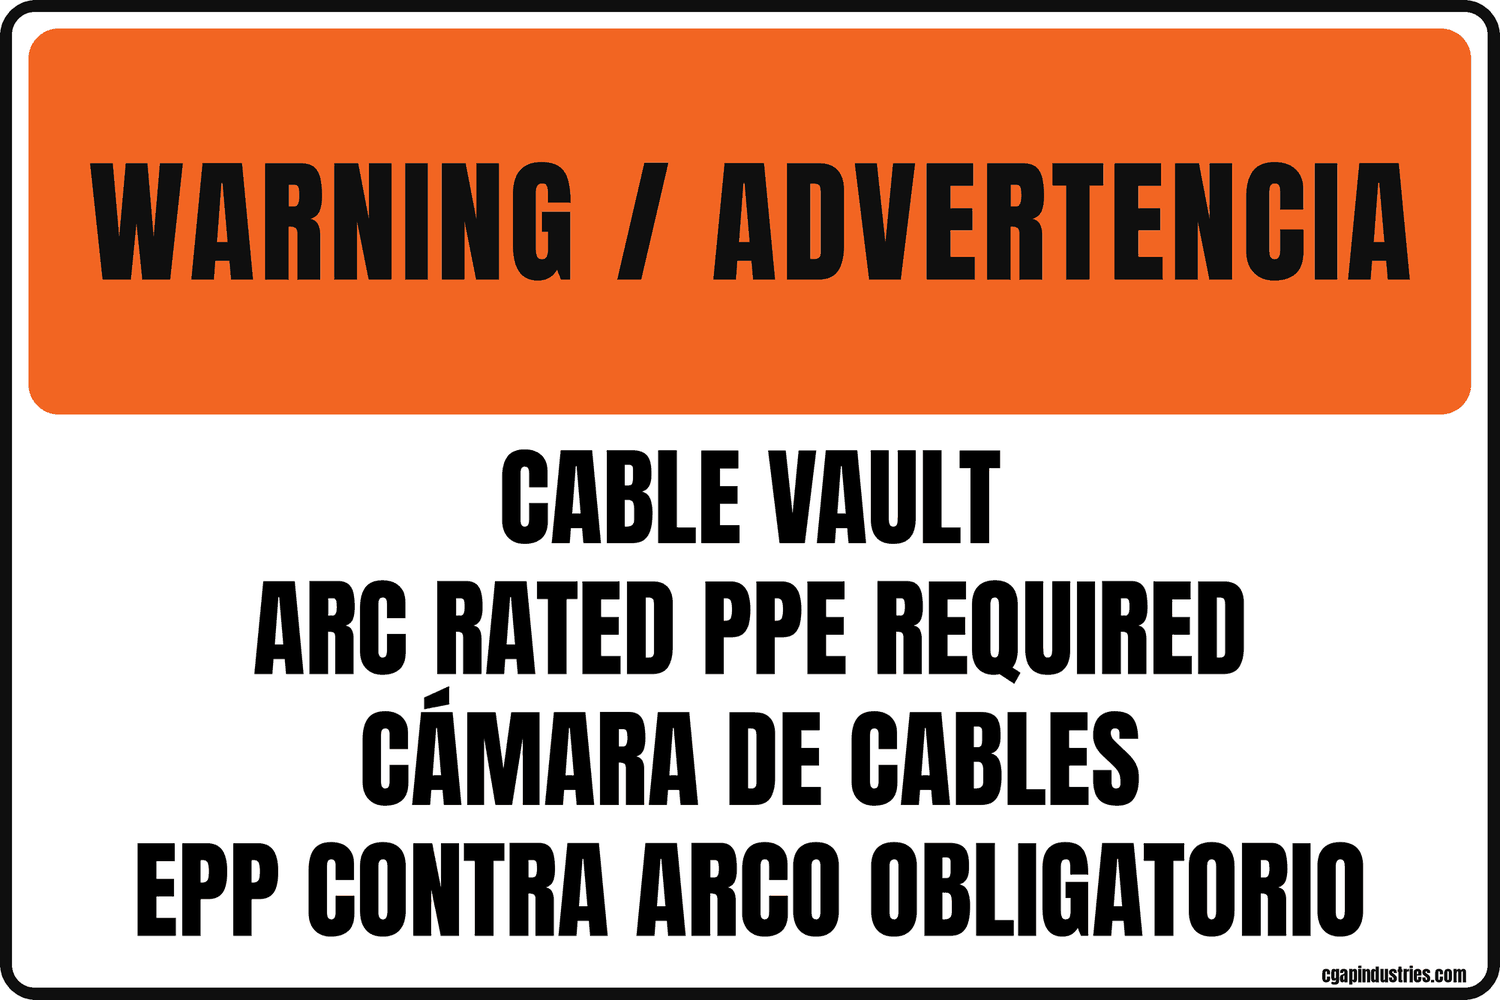 WARNING / ADVERTENCIA
CABLE VAULT
ARC RATED PPE REQUIRED
CÁMARA DE CABLES
EPP CONTRA ARCO OBLIGATORIO
cgapindustries.com